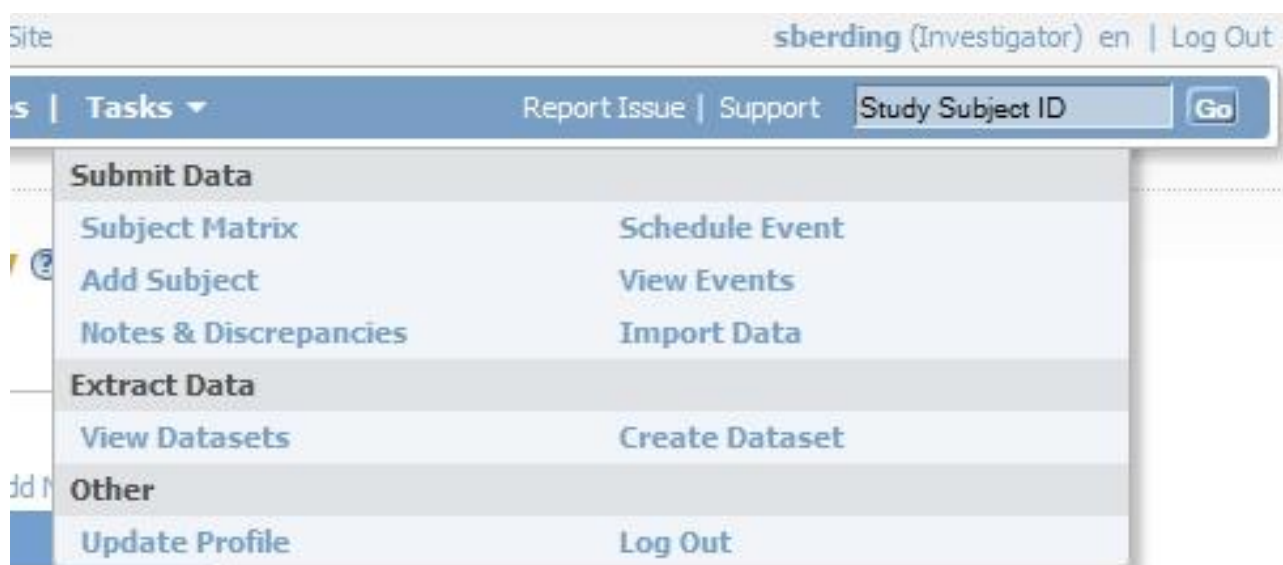 Site sberding (Investigator) en | Log Out
s | Tasks Report Issue | Support Study Subject ID Go
Submit Data
Subject Matrix Schedule Event
Add Subject View Events
Notes & Discrepancies Import Data
Extract Data
View Datasets Create Dataset
Other
Update Profile Log Out